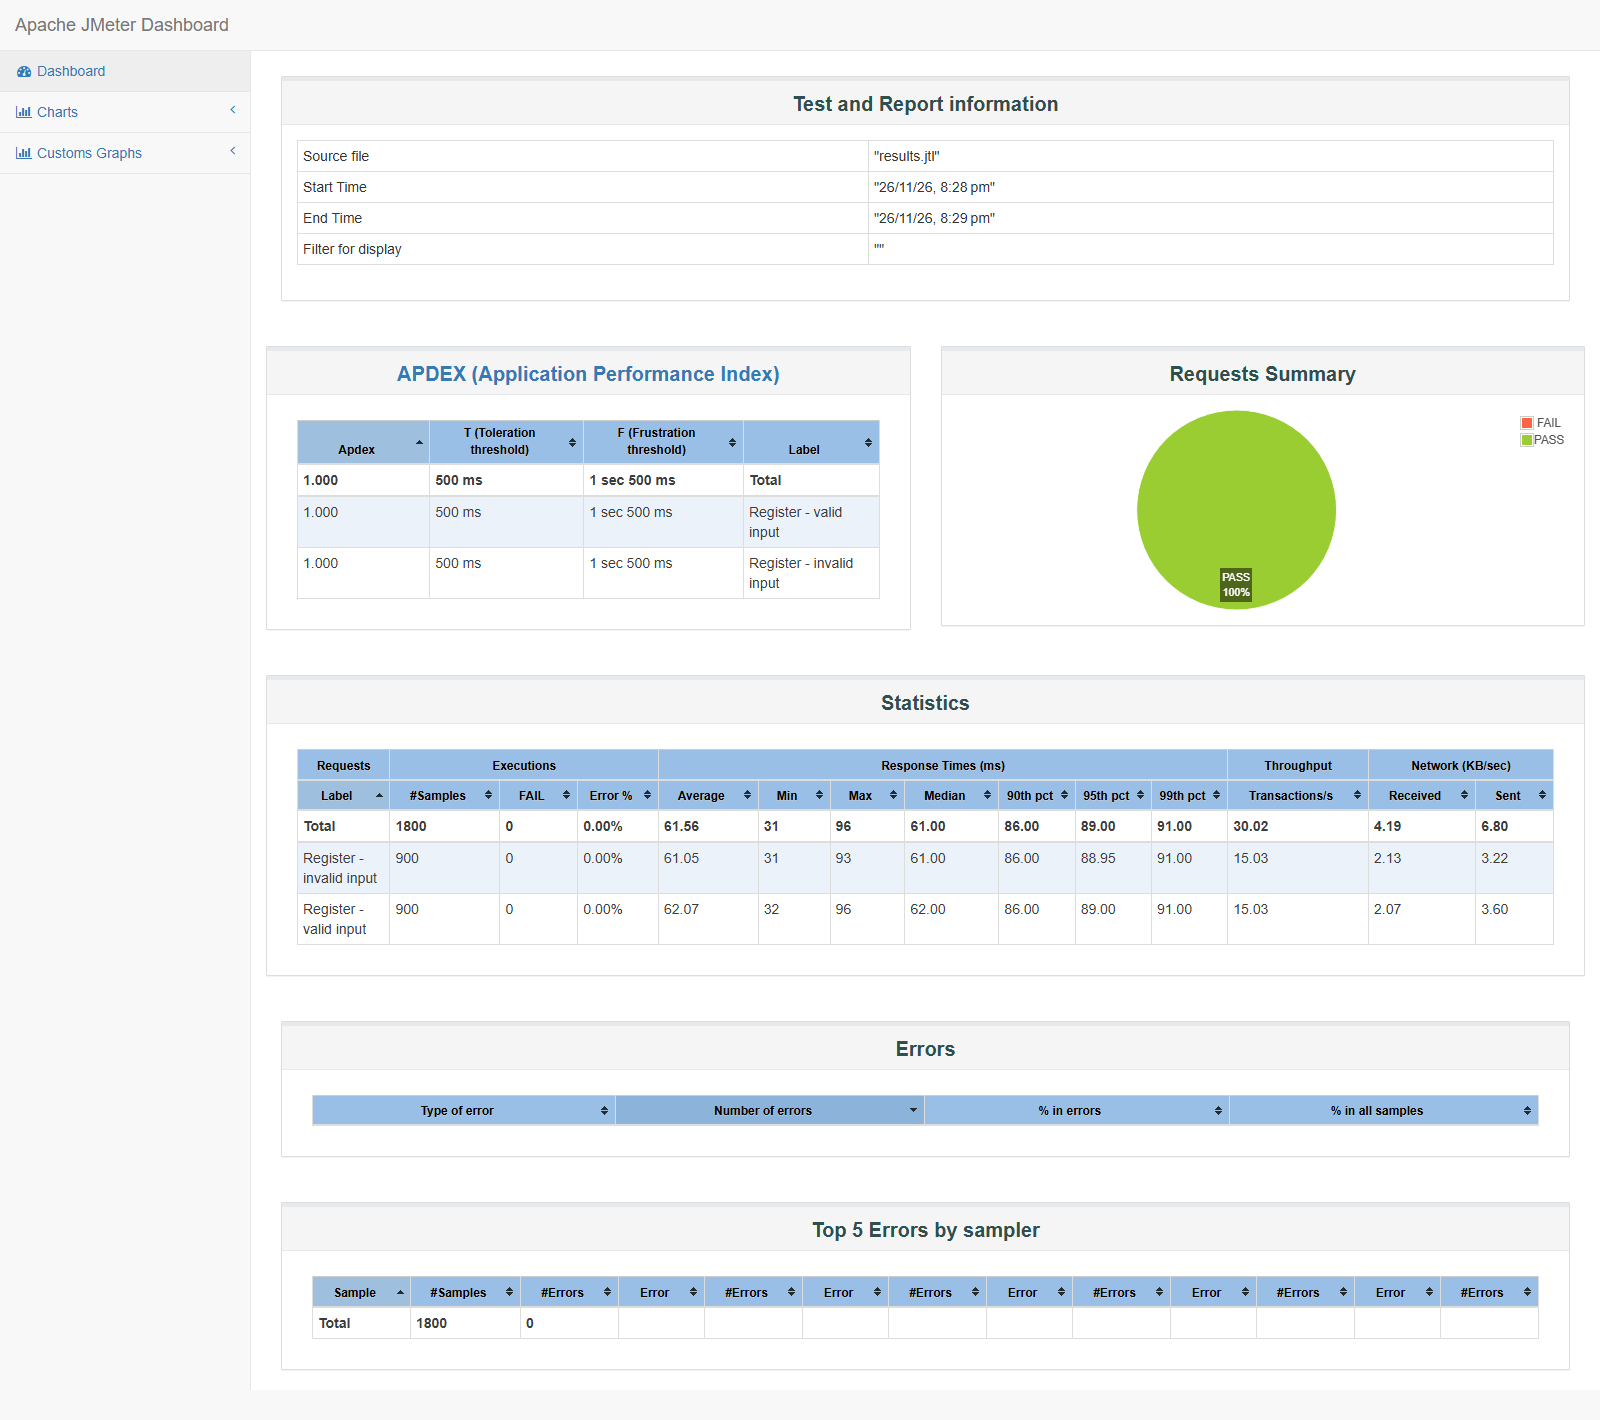 Apache JMeter Dashboard
Dashboard
Charts
Customs Graphs
Test and Report information
Source file "results.jtl"
Start Time "26/11/26, 8:28 pm"
End Time "26/11/26, 8:29 pm"
Filter for display ""
APDEX (Application Performance Index)
Apdex T (Toleration threshold) F (Frustration threshold) Label
1.000 500 ms 1 sec 500 ms Total
1.000 500 ms 1 sec 500 ms Register - valid input
1.000 500 ms 1 sec 500 ms Register - invalid input
Requests Summary
FAIL
PASS
PASS
100%
Statistics
Requests Executions Response Times (ms) Throughput Network (KB/sec)
Label #Samples FAIL Error % Average Min Max Median 90th pct 95th pct 99th pct Transactions/s Received Sent
Total 1800 0 0.00% 61.56 31 96 61.00 86.00 89.00 91.00 30.02 4.19 6.80
Register - invalid input 900 0 0.00% 61.05 31 93 61.00 86.00 88.95 91.00 15.03 2.13 3.22
Register - valid input 900 0 0.00% 62.07 32 96 62.00 86.00 89.00 91.00 15.03 2.07 3.60
Errors
Type of error Number of errors % in errors % in all samples
Top 5 Errors by sampler
Sample #Samples #Errors Error #Errors Error #Errors Error #Errors Error #Errors Error #Errors
Total 1800 0